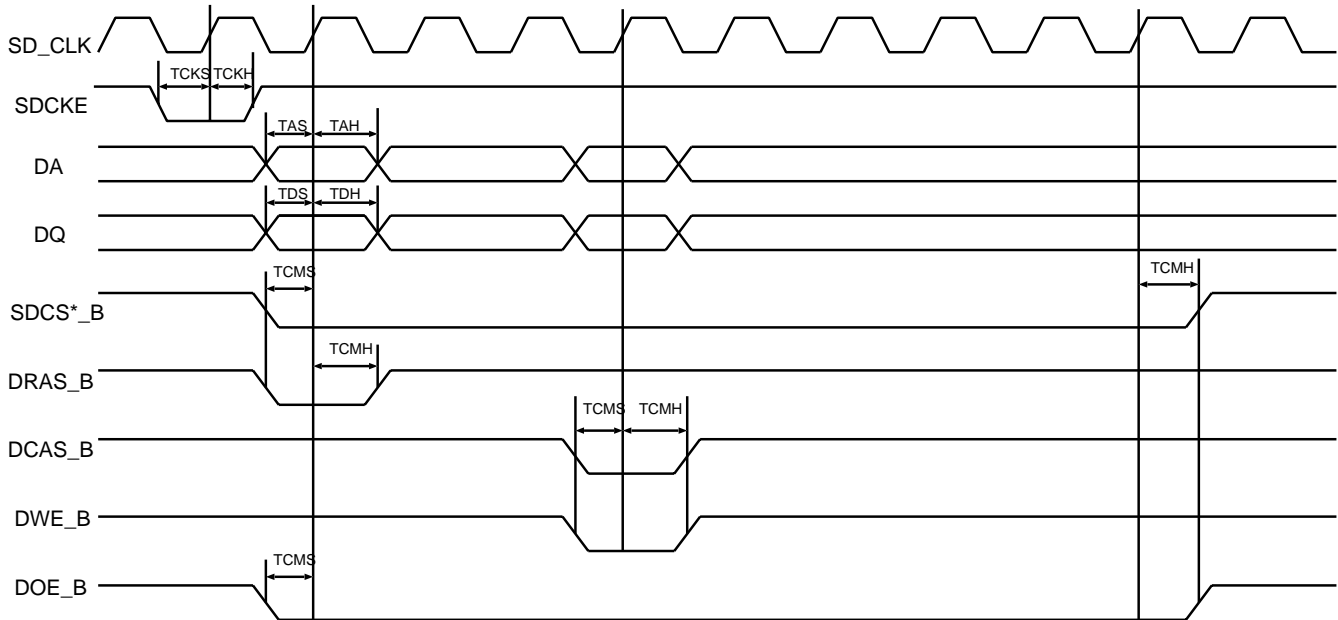 SD_CLK
TCKS TCKH
SDCKE
TAS TAH
DA
TDS TDH
DQ
TCMS TCMH
SDCS*_B
TCMH
DRAS_B
TCMS TCMH
DCAS_B
DWE_B
TCMS
DOE_B